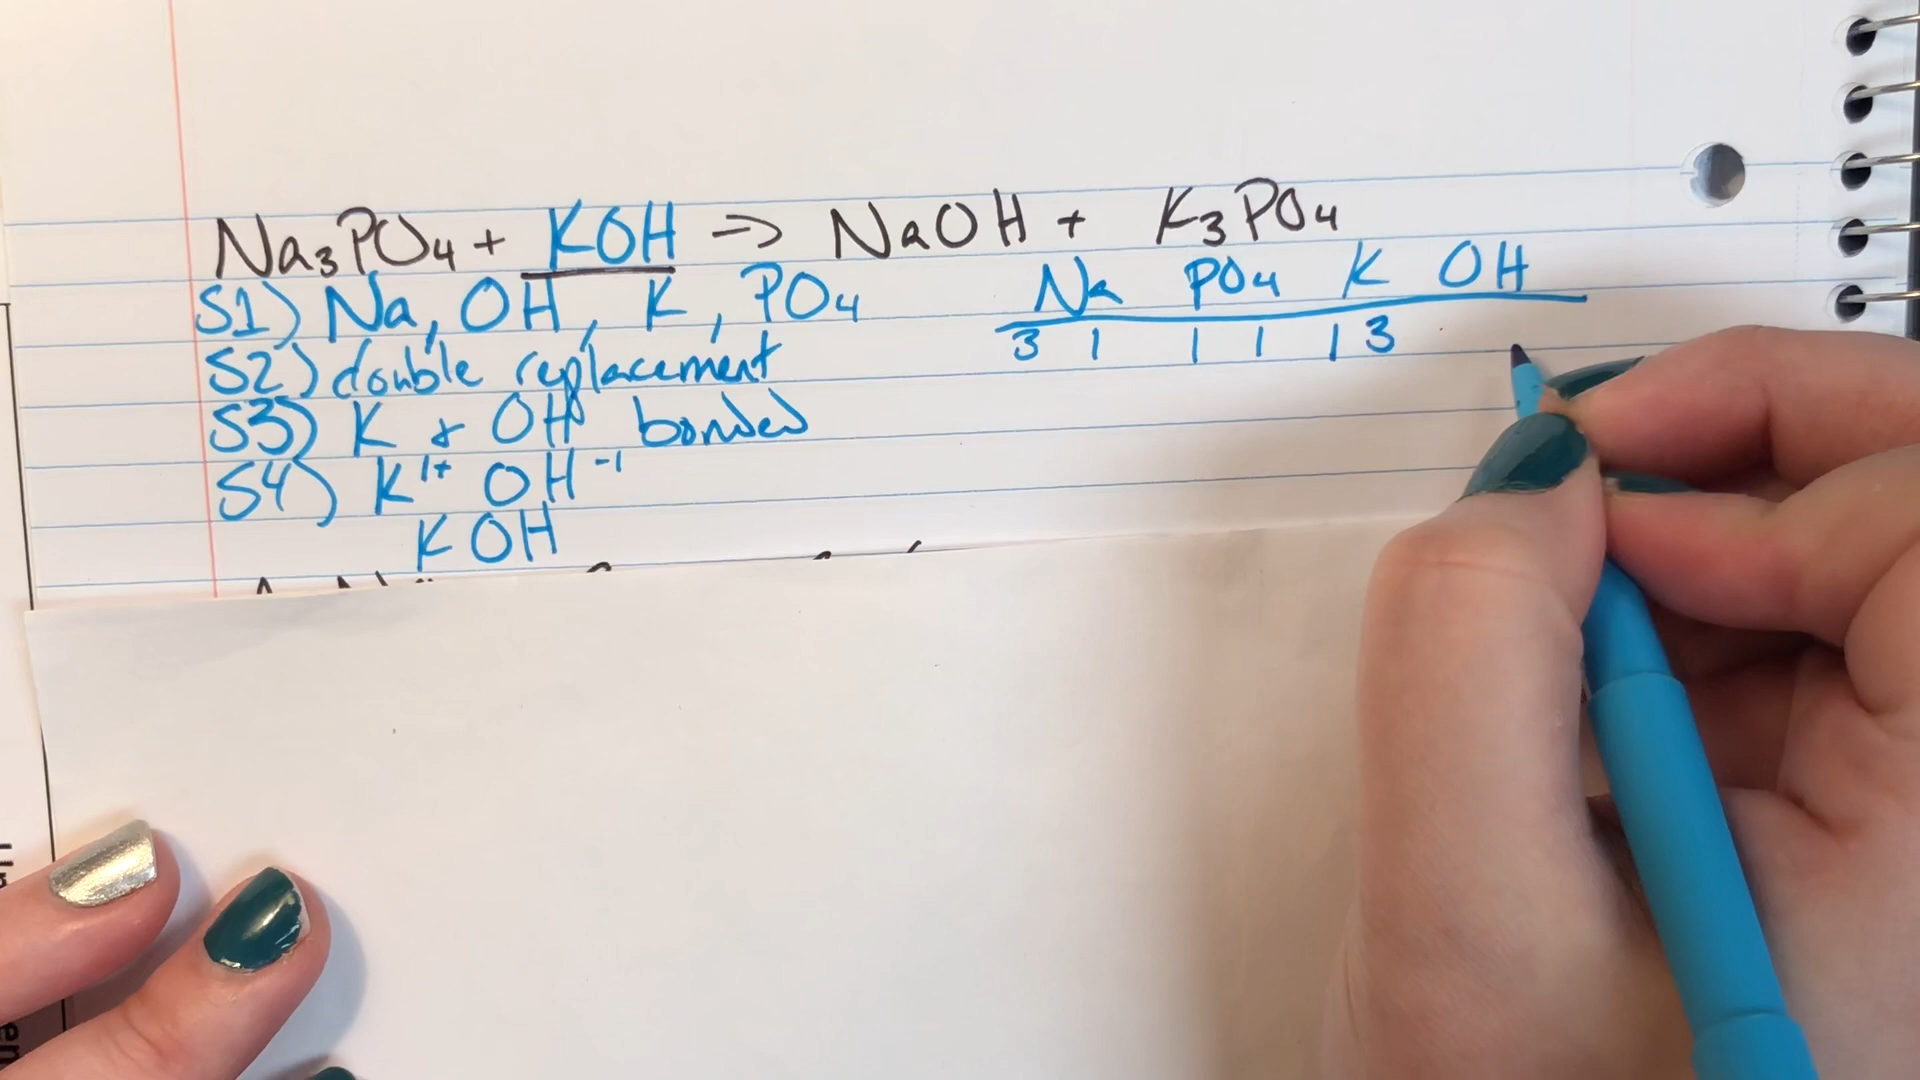 Na₃PO₄ + KOH → NaOH + K₃PO₄
S1) Na, OH, K, PO₄
S2) double replacement
S3) K & OH bonded
S4) K¹⁺ OH⁻¹
KOH
Na PO₄ K OH
3 1 1 1 1 3